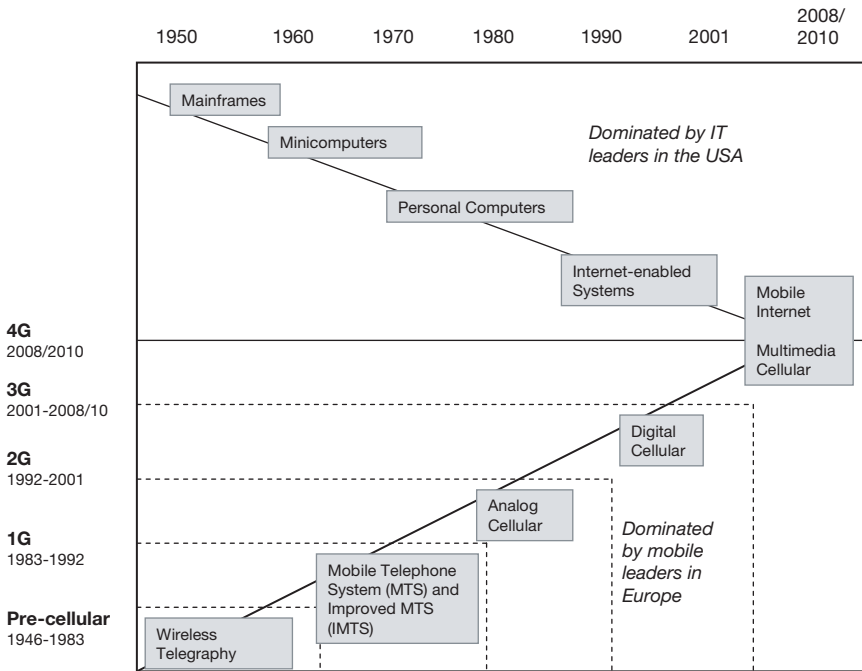 1950 1960 1970 1980 1990 2001 2008/
2010
Mainframes
Minicomputers
Dominated by IT
leaders in the USA
Personal Computers
Internet-enabled
Systems
Mobile
Internet
4G
2008/2010
Multimedia
Cellular
3G
2001-2008/10
Digital
Cellular
2G
1992-2001
Analog
Cellular
Dominated
by mobile
leaders in
Europe
1G
1983-1992
Mobile Telephone
System (MTS) and
Improved MTS
(IMTS)
Pre-cellular
1946-1983
Wireless
Telegraphy